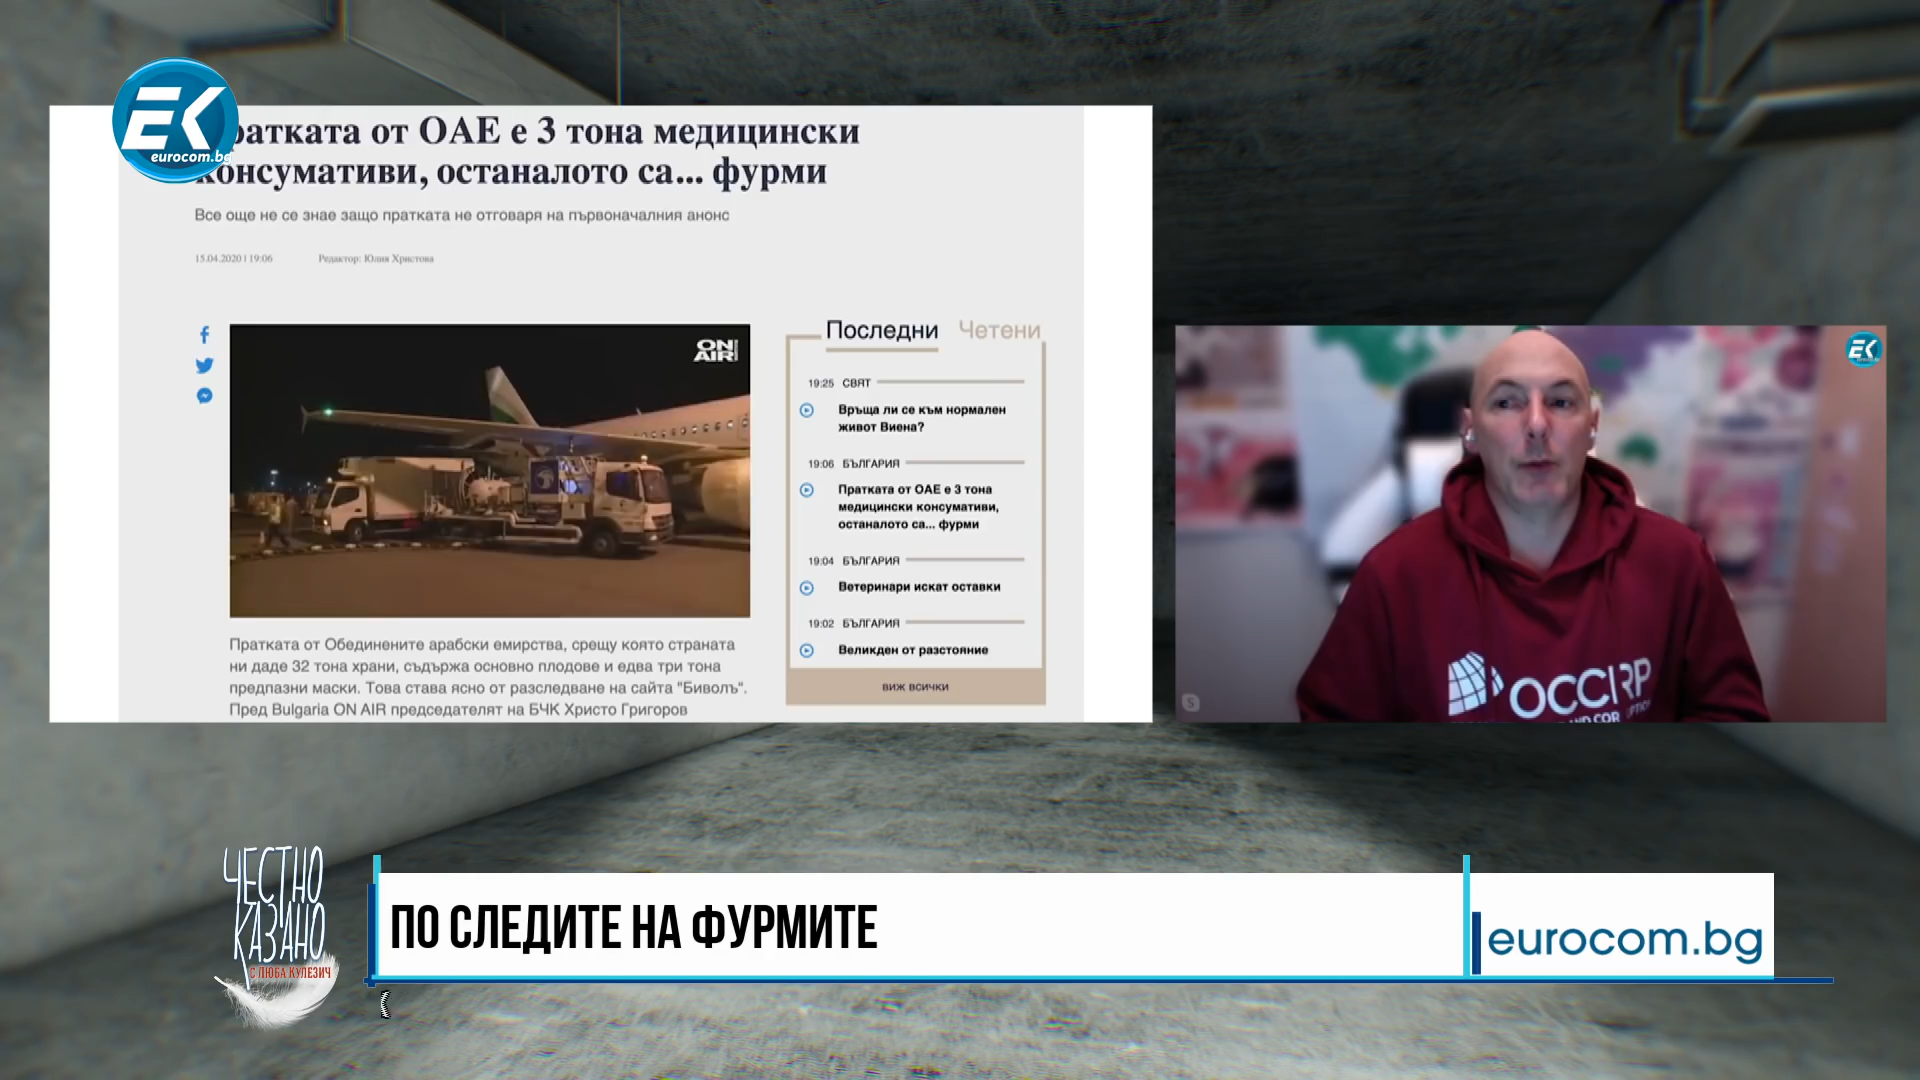 EK
eurocom.bg
ратката от ОАЕ е 3 тона медицински
консумативи, останалото са... фурми
Все още не се знае защо пратката не отговаря на първоначалния анонс
15.04.2020 | 19:06 Редактор: Юлия Христова
ON
AIR
Последни Четени
19:25 СВЯТ
Връща ли се към нормален
живот Виена?
19:06 БЪЛГАРИЯ
Пратката от ОАЕ е 3 тона
медицински консумативи,
останалото са... фурми
19:04 БЪЛГАРИЯ
Ветеринари искат оставки
19:02 БЪЛГАРИЯ
Великден от разстояние
виж всички
Пратката от Обединените арабски емирства, срещу която страната
ни даде 32 тона храни, съдържа основно плодове и едва три тона
предпазни маски. Това става ясно от разследване на сайта "Биволъ".
Пред Bulgaria ON AIR председателят на БЧК Христо Григоров
EK
OCCRP
ЧЕСТНО
КАЗАНО
С ЛЮБА КУЛЕЗИЧ
ПО СЛЕДИТЕ НА ФУРМИТЕ
eurocom.bg